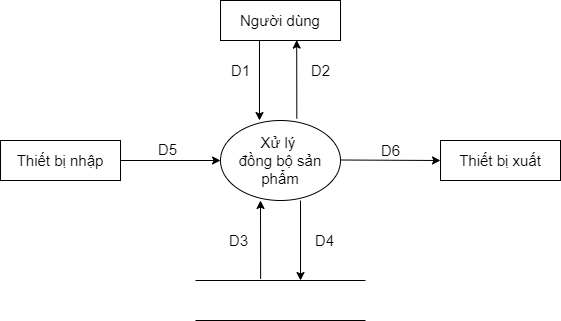 Người dùng
D1
D2
Thiết bị nhập
D5
Xử lý
đồng bộ sản
phẩm
D6
Thiết bị xuất
D3
D4